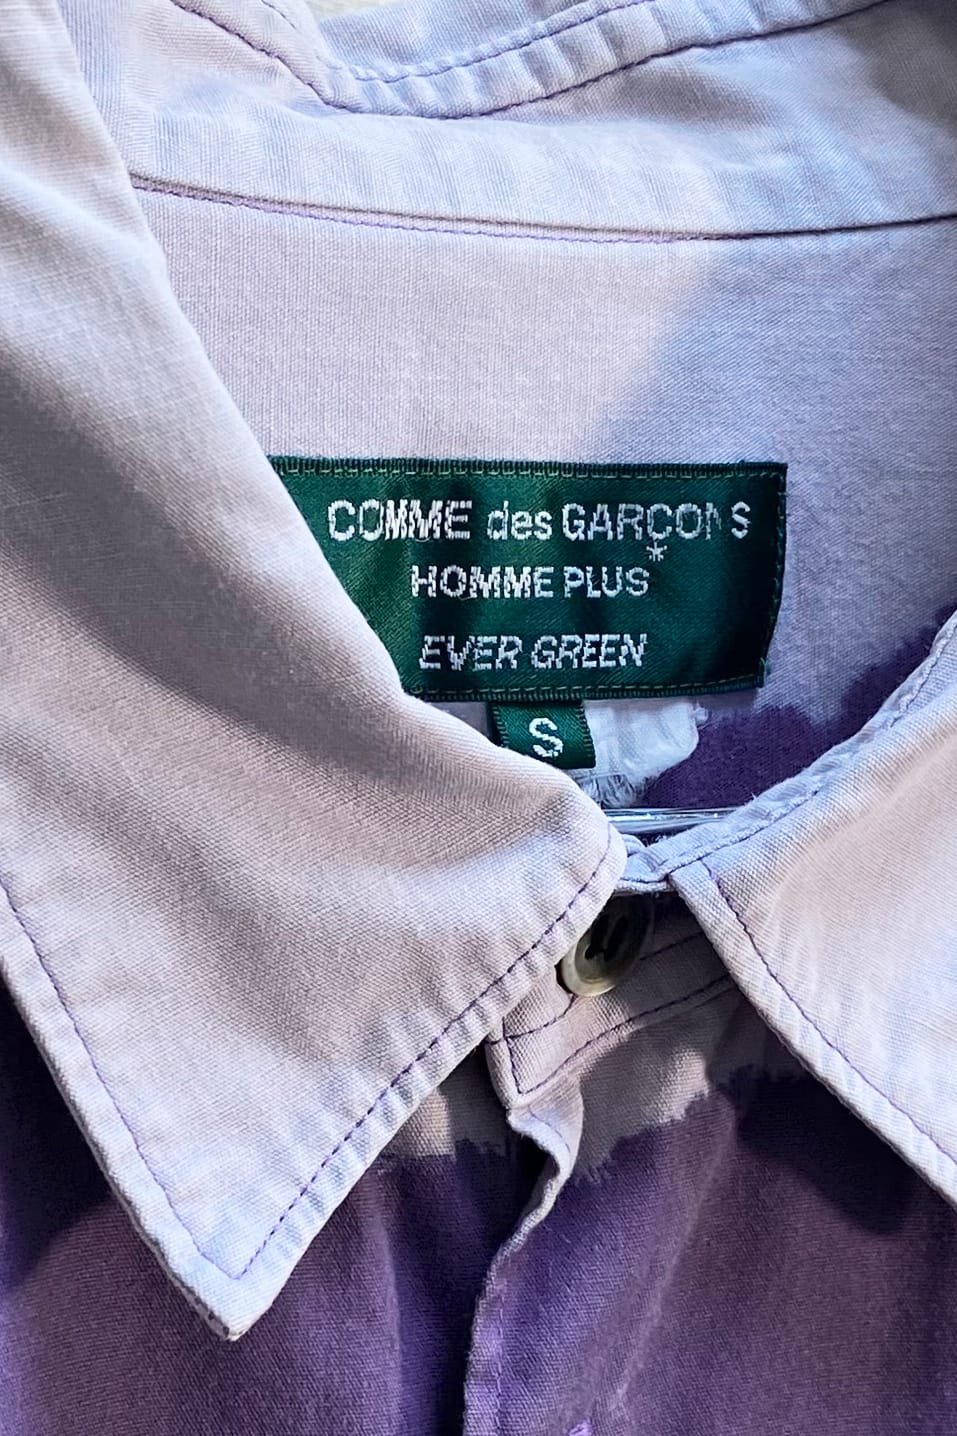 COMME des GARÇONS
HOMME PLUS*
EVER GREEN
S